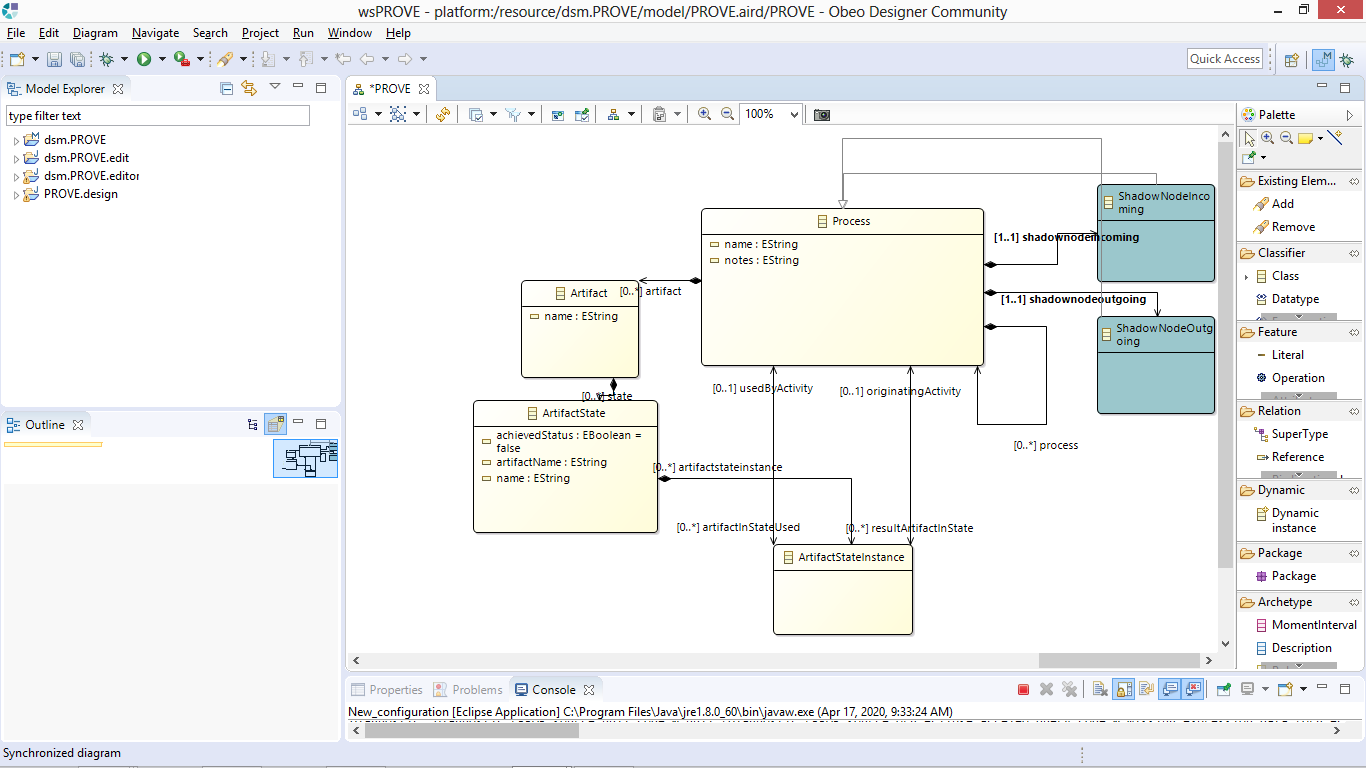 wsPROVE - platform:/resource/dsm.PROVE/model/PROVE.aird/PROVE - Obeo Designer Community
File Edit Diagram Navigate Search Project Run Window Help
Quick Access
Model Explorer
type filter text
dsm.PROVE
dsm.PROVE.edit
dsm.PROVE.editor
PROVE.design
Outline
*PROVE
100%
ShadowNodeInco
ming
Process
name : EString
notes : EString
[1..1] shadownodeincoming
[0..*] artifact
Artifact
name : EString
[1..1] shadownodeoutgoing
ShadowNodeOutg
oing
[0..1] usedByActivity
[0..1] originatingActivity
[0..*] state
ArtifactState
achievedStatus : EBoolean =
false
artifactName : EString
name : EString
[0..*] process
[0..*] artifactstateinstance
[0..*] artifactInStateUsed
[0..*] resultArtifactInState
ArtifactStateInstance
Palette
Existing Elem...
Add
Remove
Classifier
Class
Datatype
Feature
Literal
Operation
Relation
SuperType
Reference
Dynamic
Dynamic
instance
Package
Package
Archetype
MomentInterval
Description
Properties Problems Console
New_configuration [Eclipse Application] C:\Program Files\Java\jre1.8.0_60\bin\javaw.exe (Apr 17, 2020, 9:33:24 AM)
Synchronized diagram